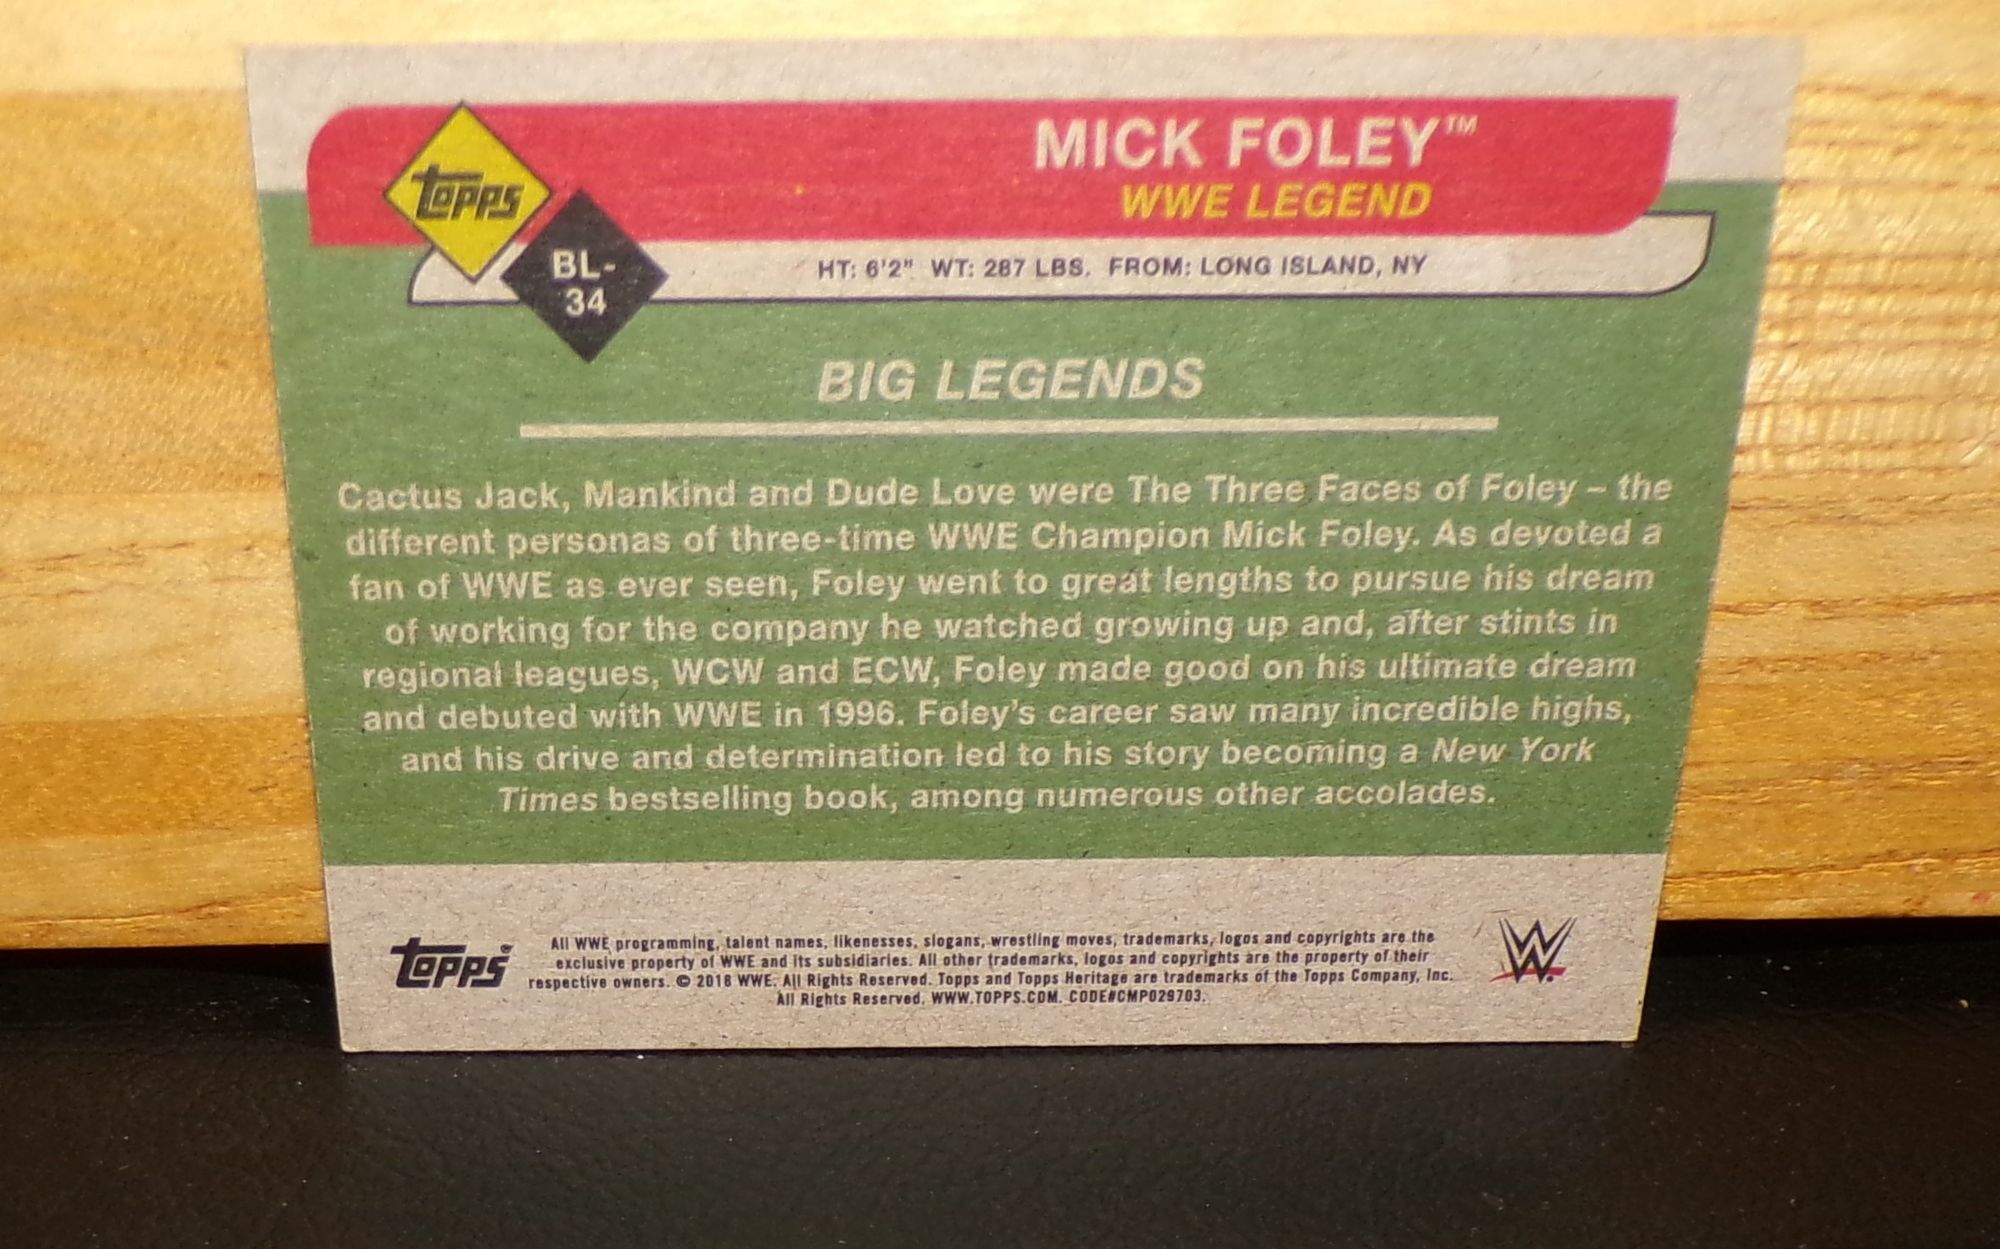 MICK FOLEY™
WWE LEGEND
topps
BL-
34
HT: 6'2" WT: 287 LBS. FROM: LONG ISLAND, NY
BIG LEGENDS
Cactus Jack, Mankind and Dude Love were The Three Faces of Foley – the
different personas of three-time WWE Champion Mick Foley. As devoted a
fan of WWE as ever seen, Foley went to great lengths to pursue his dream
of working for the company he watched growing up and, after stints in
regional leagues, WCW and ECW, Foley made good on his ultimate dream
and debuted with WWE in 1996. Foley's career saw many incredible highs,
and his drive and determination led to his story becoming a New York
Times bestselling book, among numerous other accolades.
topps®
All WWE programming, talent names, likenesses, slogans, wrestling moves, trademarks, logos and copyrights are the
exclusive property of WWE and its subsidiaries. All other trademarks, logos and copyrights are the property of their
respective owners. © 2018 WWE. All Rights Reserved. Topps and Topps Heritage are trademarks of the Topps Company, Inc.
All Rights Reserved. WWW.TOPPS.COM. CODE#CMP029703.
W